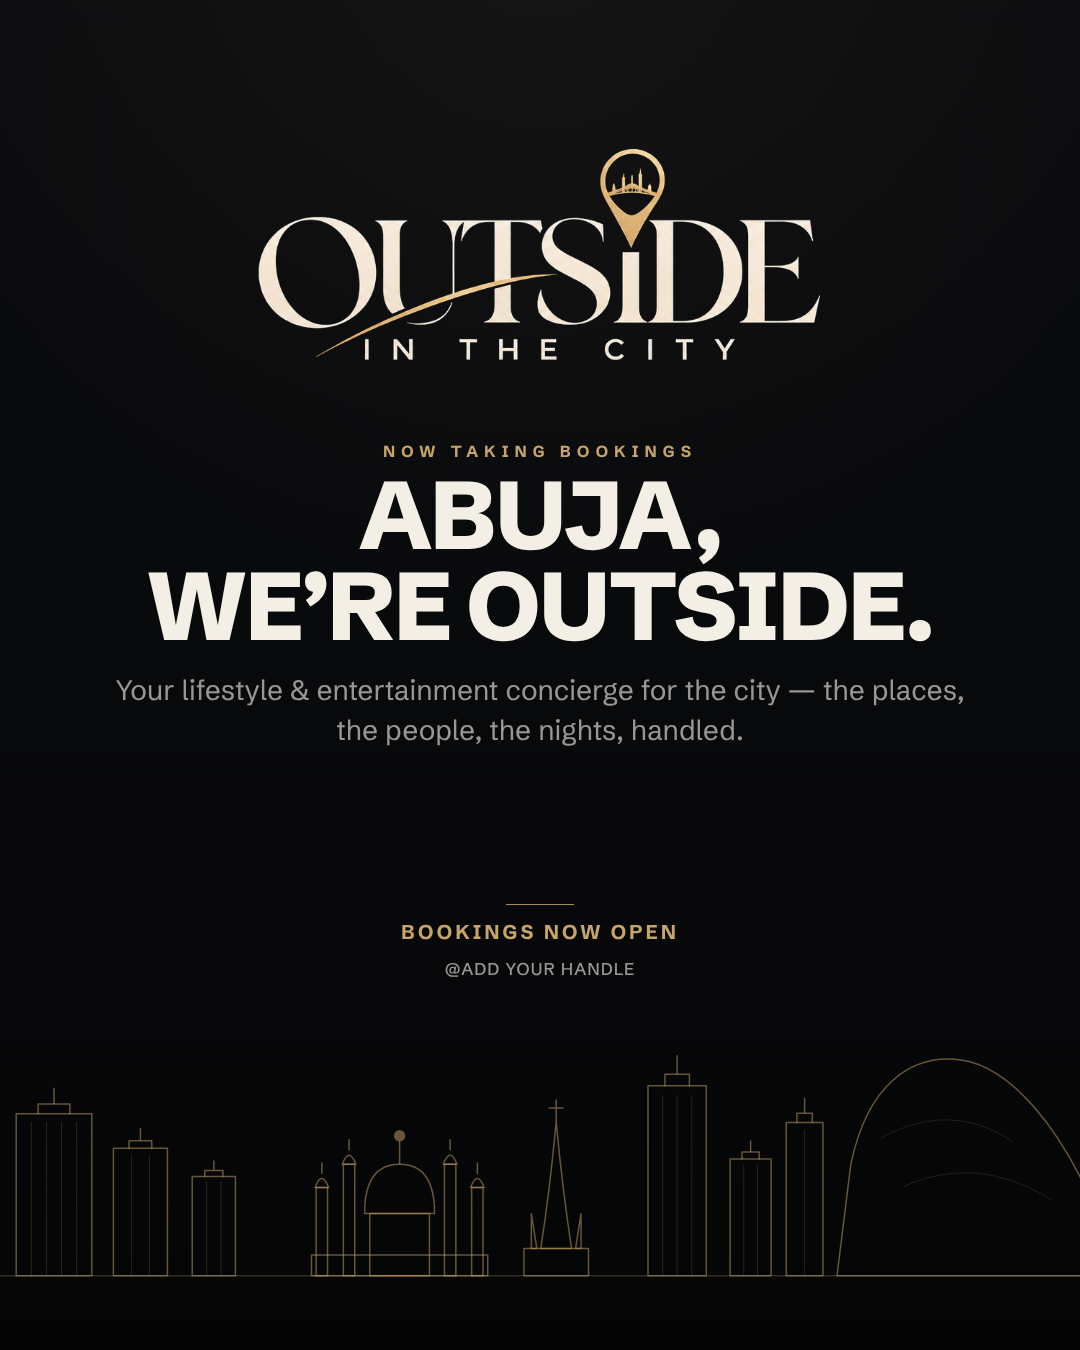 OUTSiDE
IN THE CITY
NOW TAKING BOOKINGS
ABUJA,
WE’RE OUTSIDE.
Your lifestyle & entertainment concierge for the city — the places,
the people, the nights, handled.
BOOKINGS NOW OPEN
@ADD YOUR HANDLE